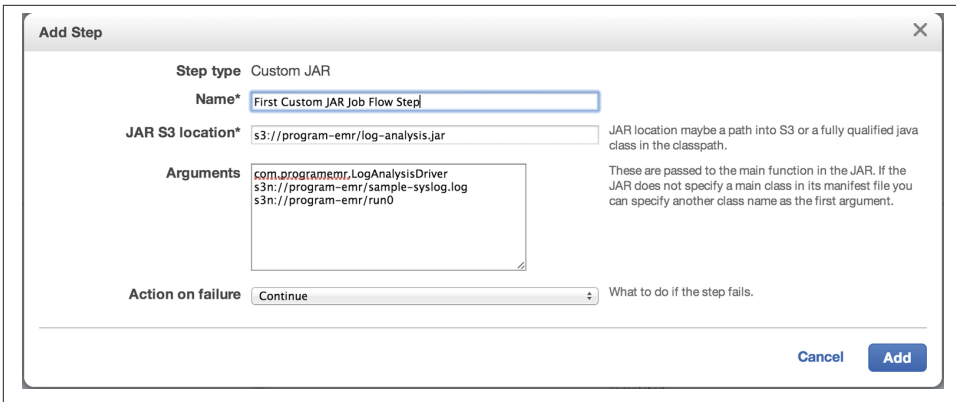 Add Step
Step type Custom JAR
Name* First Custom JAR Job Flow Step
JAR S3 location* s3://program-emr/log-analysis.jar
JAR location maybe a path into S3 or a fully qualified java
class in the classpath.
Arguments com.programemr.LogAnalysisDriver
s3n://program-emr/sample-syslog.log
s3n://program-emr/run0
These are passed to the main function in the JAR. If the
JAR does not specify a main class in its manifest file you
can specify another class name as the first argument.
Action on failure Continue
What to do if the step fails.
Cancel Add